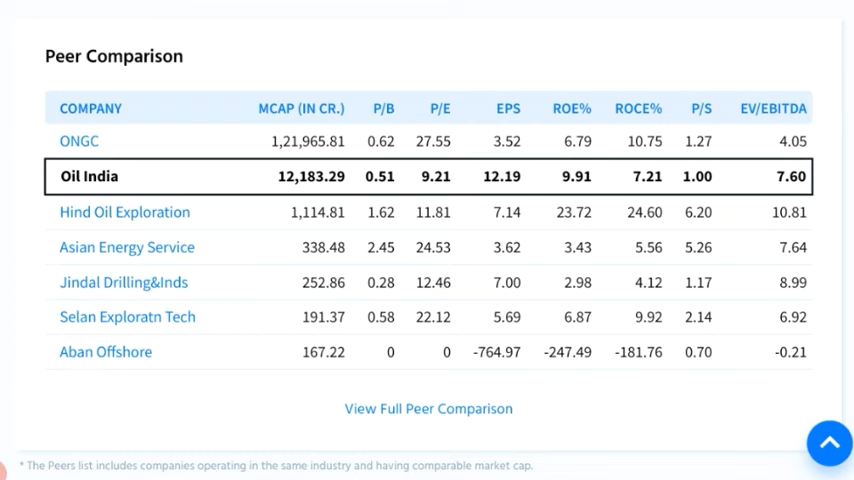 Peer Comparison
COMPANY MCAP (IN CR.) P/B P/E EPS ROE% ROCE% P/S EV/EBITDA
ONGC 1,21,965.81 0.62 27.55 3.52 6.79 10.75 1.27 4.05
Oil India 12,183.29 0.51 9.21 12.19 9.91 7.21 1.00 7.60
Hind Oil Exploration 1,114.81 1.62 11.81 7.14 23.72 24.60 6.20 10.81
Asian Energy Service 338.48 2.45 24.53 3.62 3.43 5.56 5.26 7.64
Jindal Drilling&Inds 252.86 0.28 12.46 7.00 2.98 4.12 1.17 8.99
Selan Exploratn Tech 191.37 0.58 22.12 5.69 6.87 9.92 2.14 6.92
Aban Offshore 167.22 0 0 -764.97 -247.49 -181.76 0.70 -0.21
View Full Peer Comparison
* The Peers list includes companies operating in the same industry and having comparable market cap.